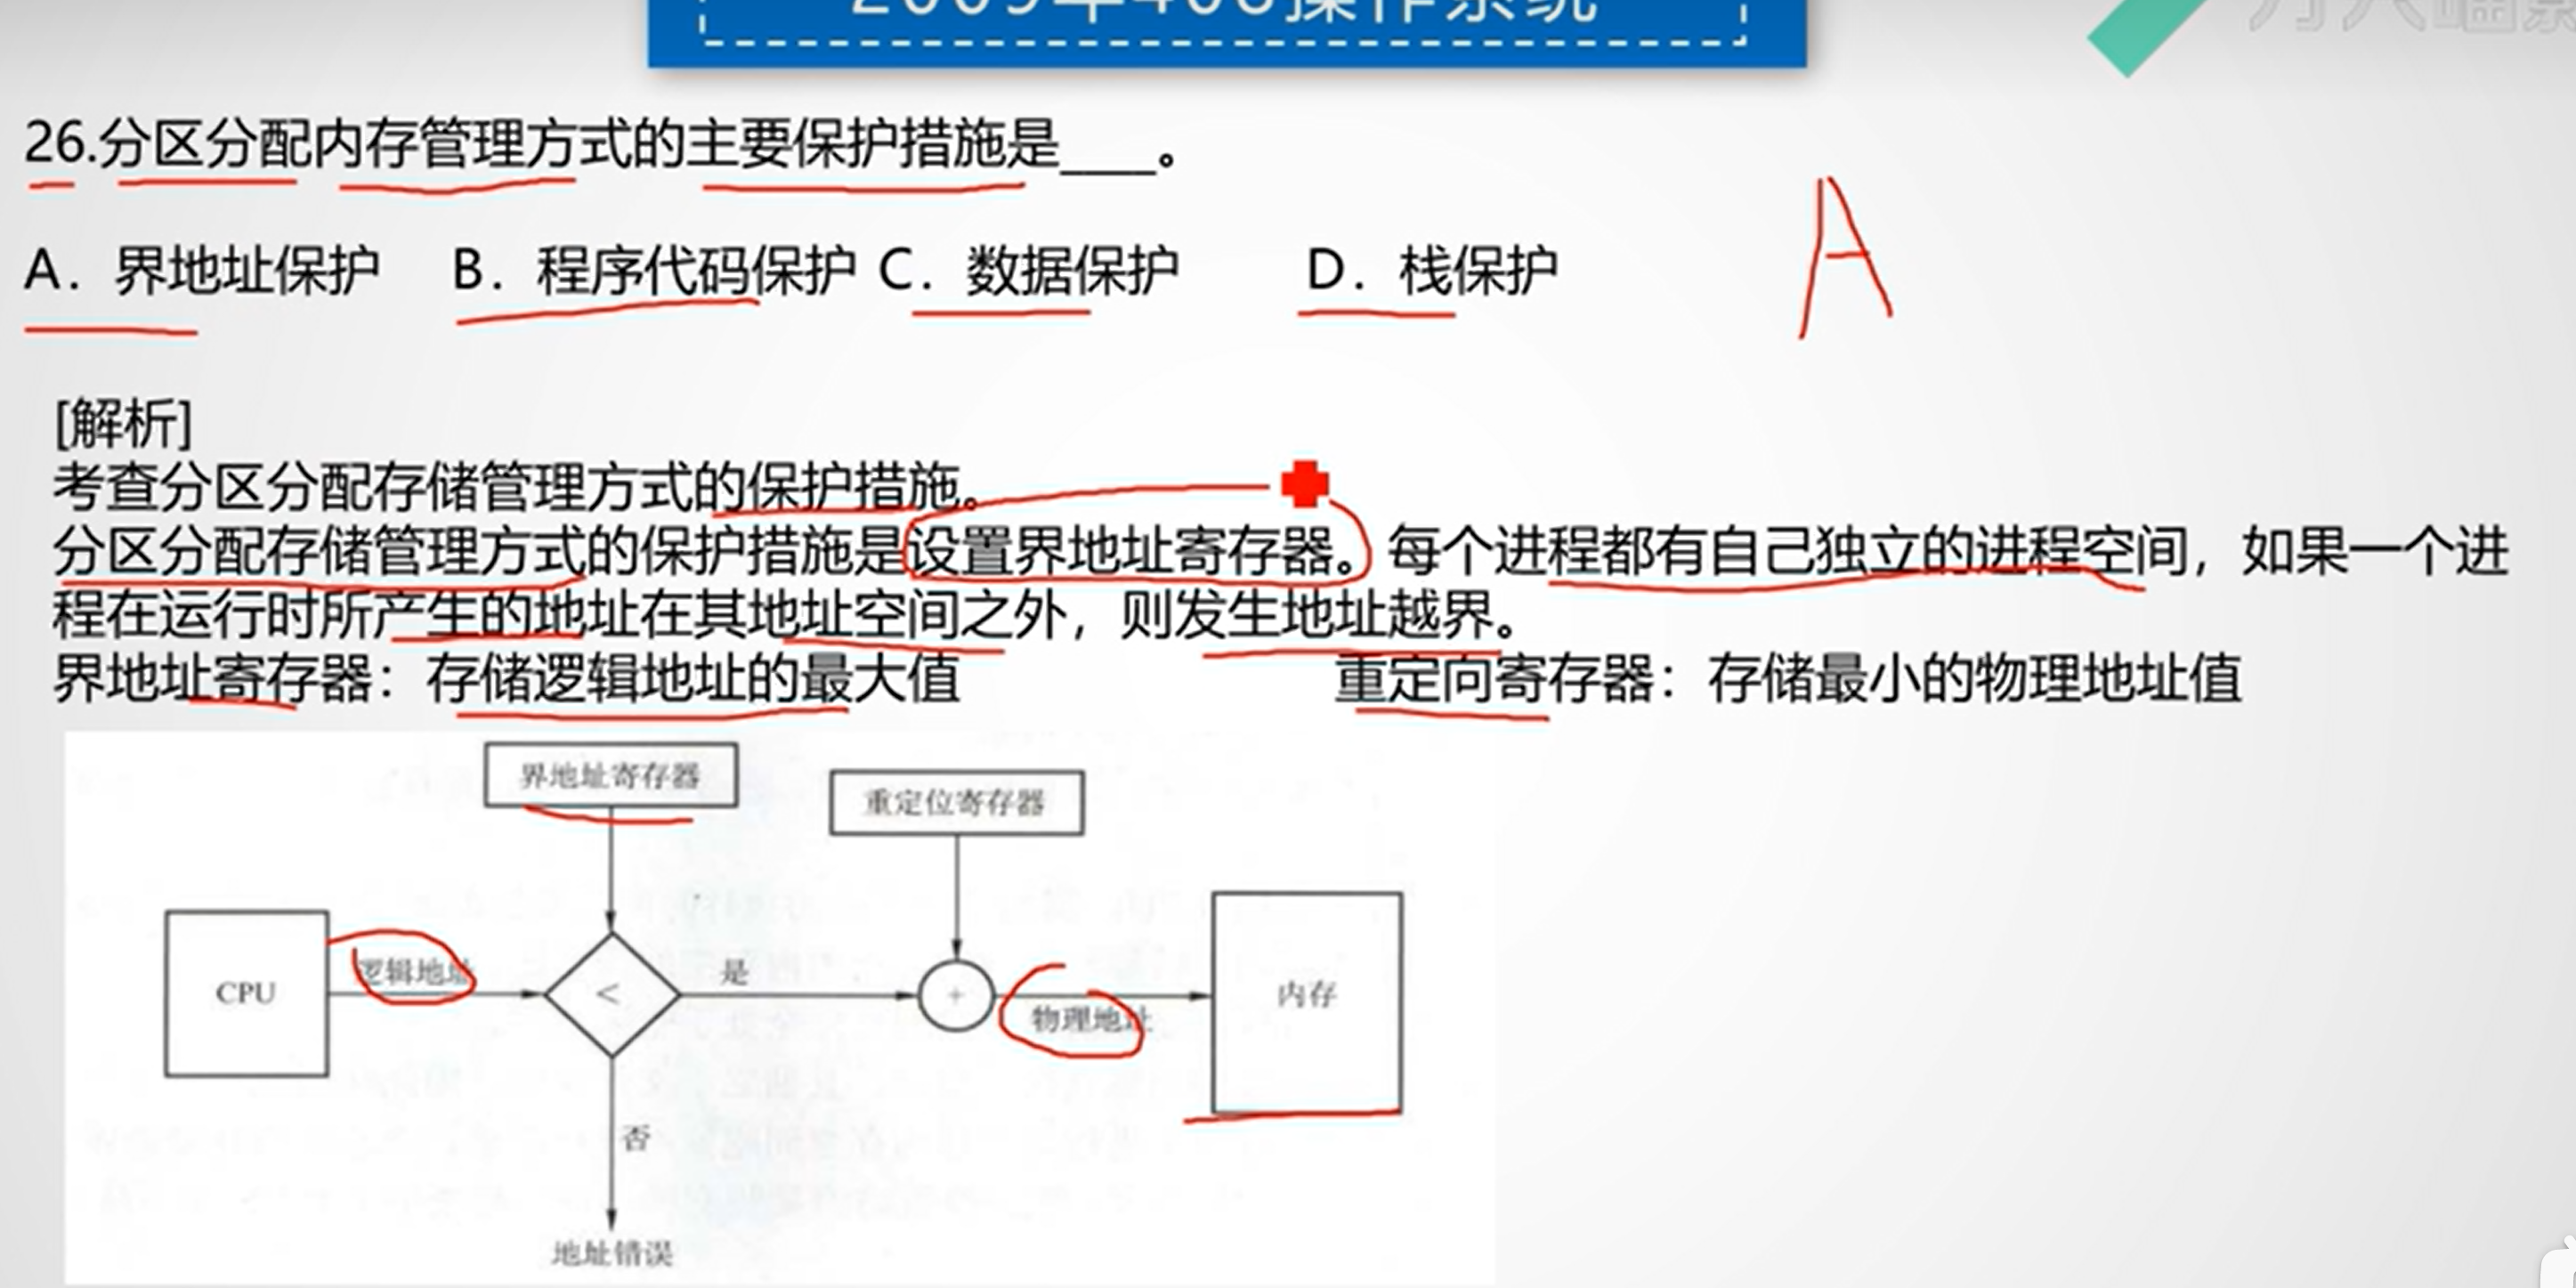 2009年408操作系统
26.分区分配内存管理方式的主要保护措施是____。
A
A. 界地址保护 B. 程序代码保护 C. 数据保护 D. 栈保护
[解析]
考查分区分配存储管理方式的保护措施。
分区分配存储管理方式的保护措施是设置界地址寄存器。每个进程都有自己独立的进程空间，如果一个进
程在运行时所产生的地址在其地址空间之外，则发生地址越界。
界地址寄存器：存储逻辑地址的最大值 重定向寄存器：存储最小的物理地址值
界地址寄存器
重定位寄存器
逻辑地址
是
CPU
<
+
内存
物理地址
否
地址错误